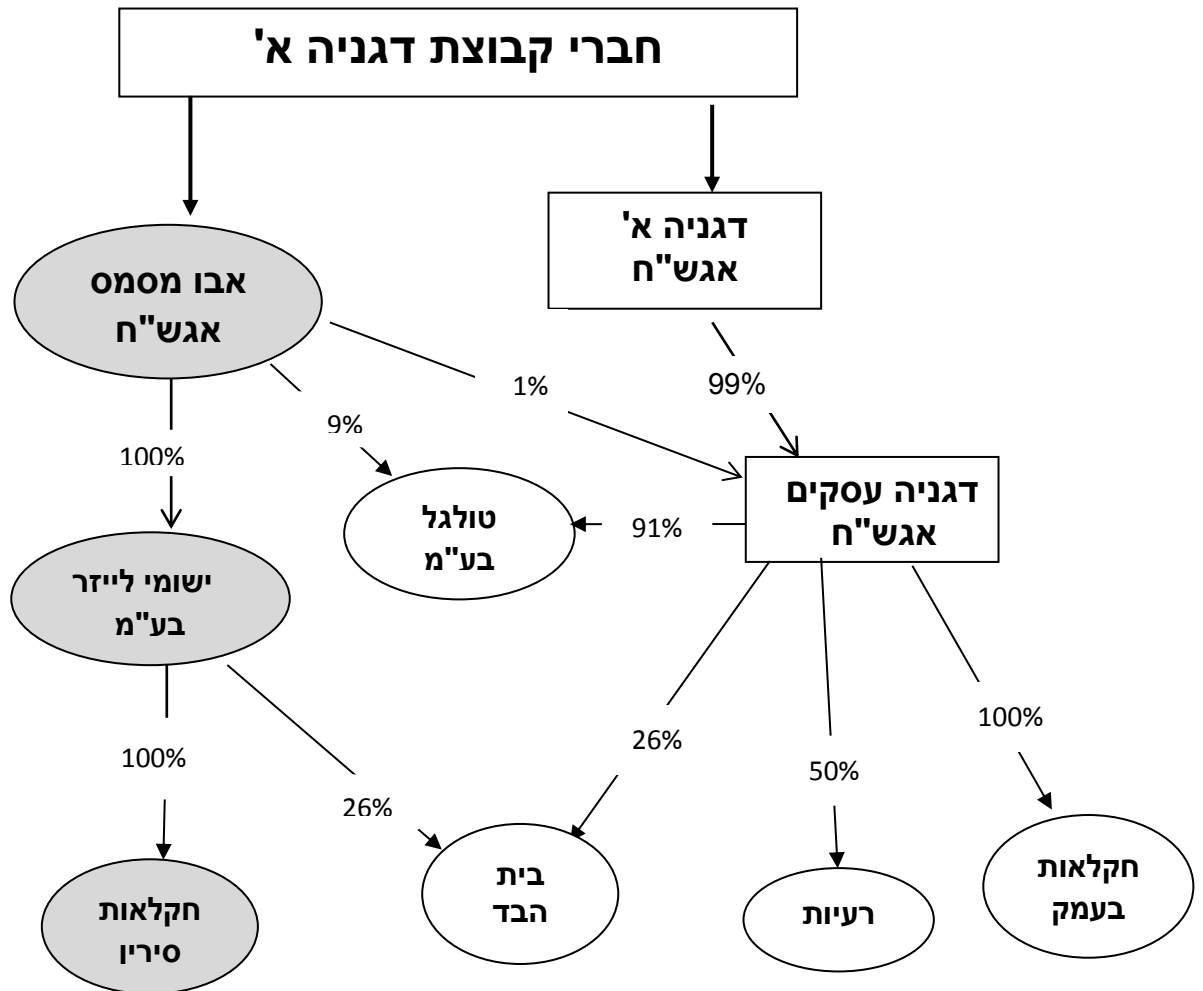 חברי קבוצת דגניה א'
דגניה א'
אגש"ח
אבו מסמס
אגש"ח
1%
99%
9%
100%
דגניה עסקים
אגש"ח
טולגל
בע"מ
91%
ישומי לייזר
בע"מ
100%
26%
50%
100%
26%
חקלאות
סיריו
בית
הבד
רעיות
חקלאות
בעמק